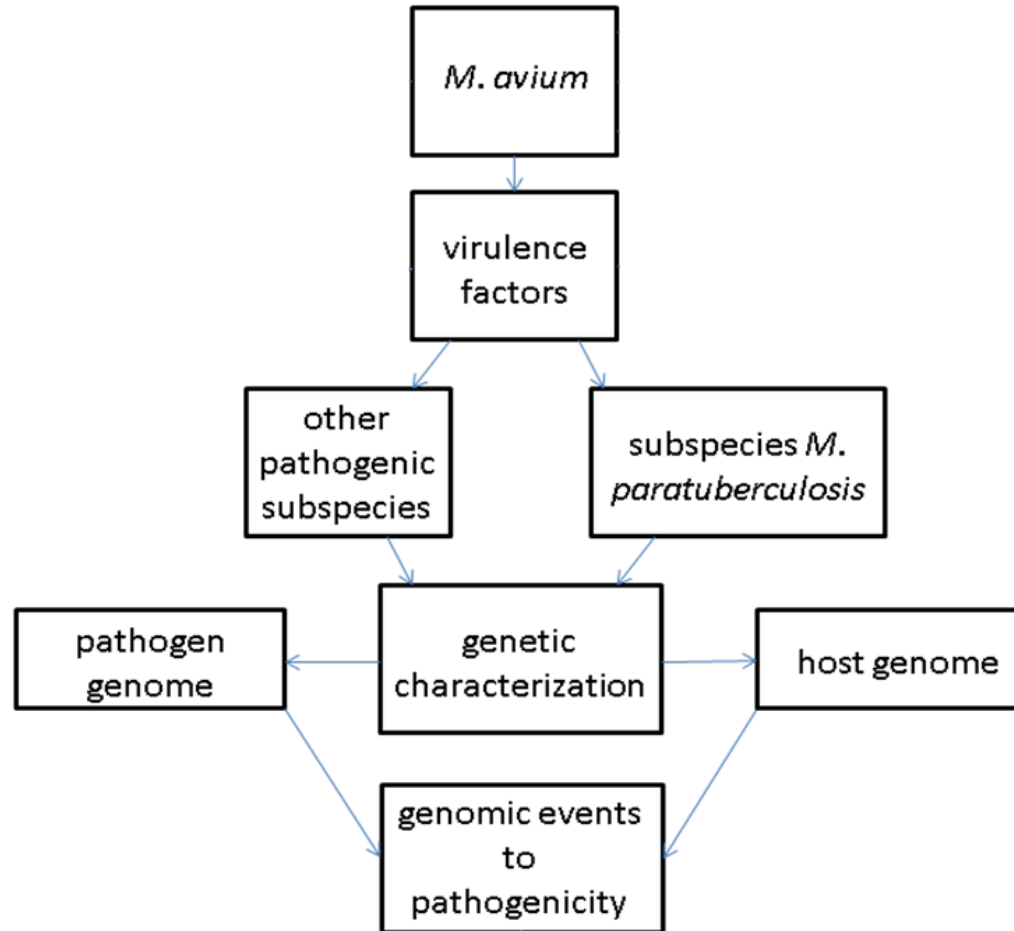 M. avium
virulence
factors
other
pathogenic
subspecies
subspecies M.
paratuberculosis
pathogen
genome
genetic
characterization
host genome
genomic events
to
pathogenicity